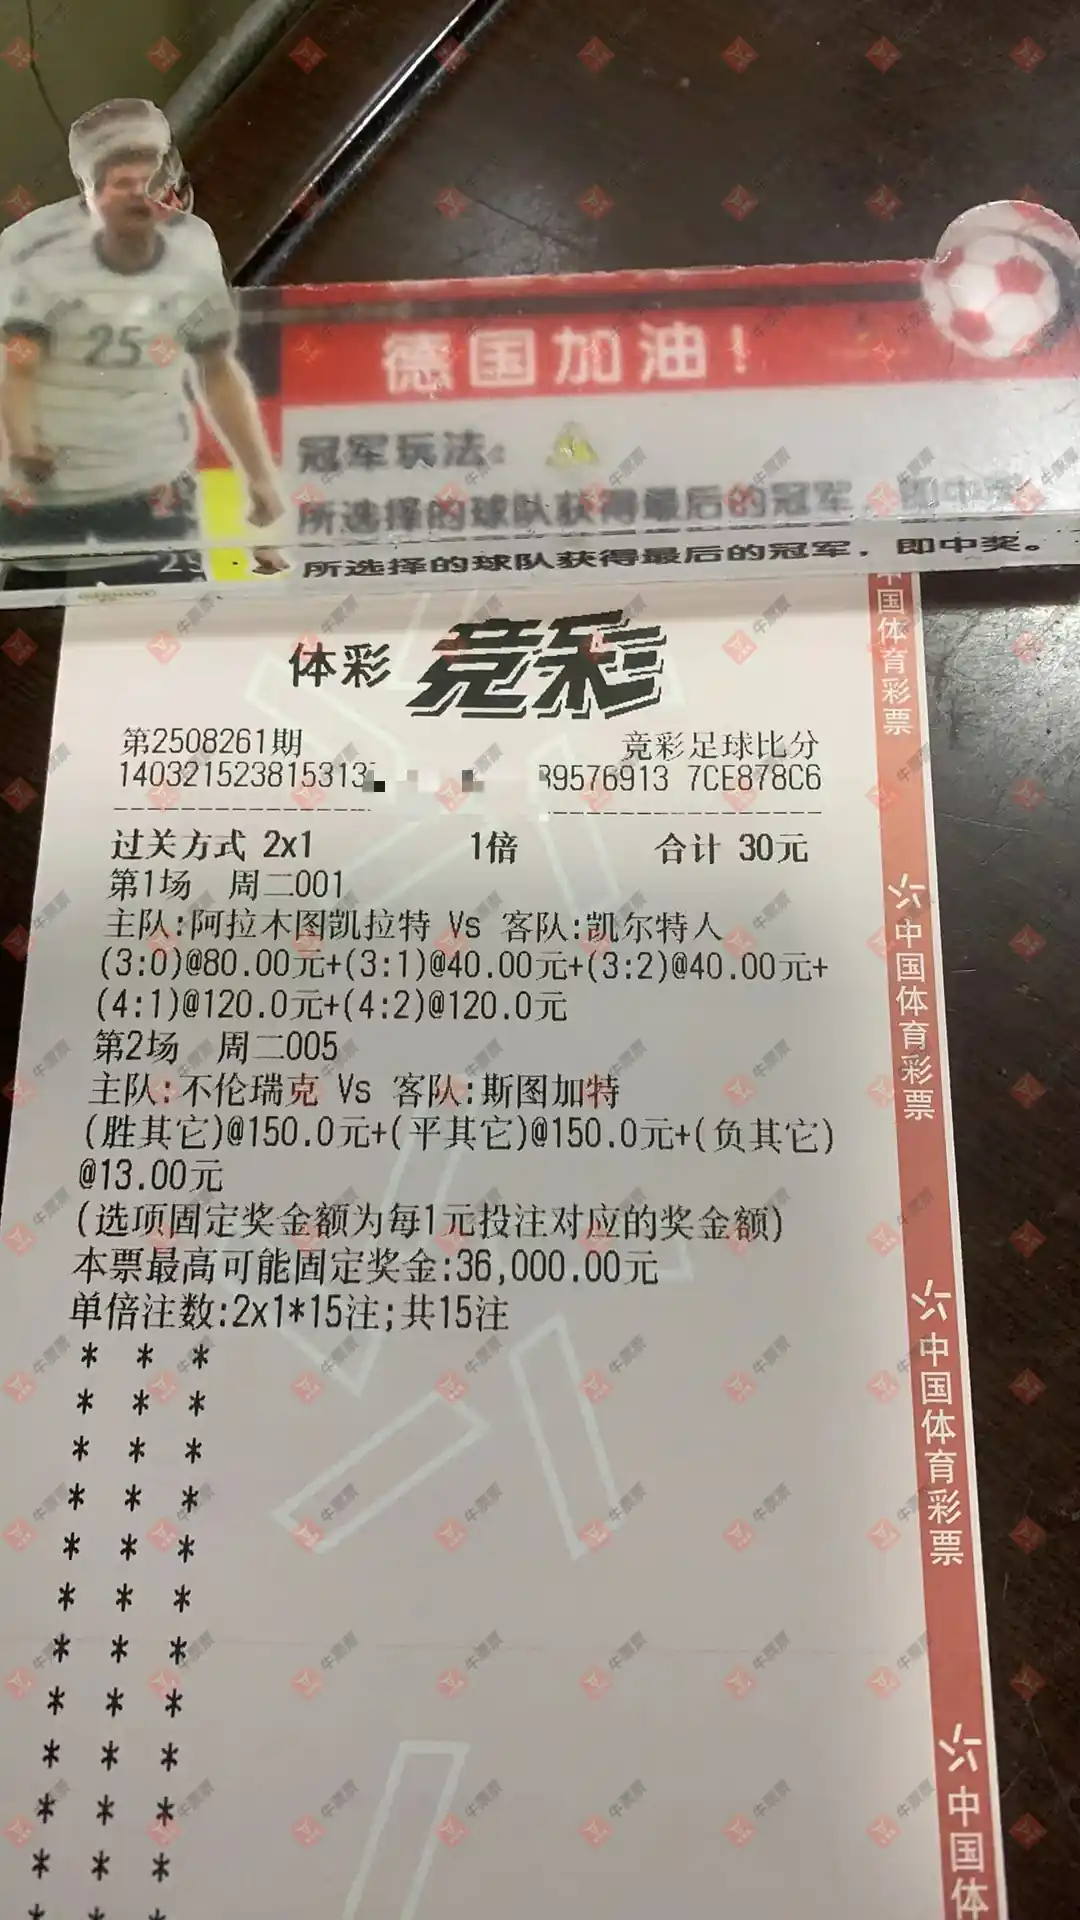 25
德国加油!
冠军玩法:
所选择的球队获得最后的冠军,即中奖
所选择的球队获得最后的冠军,即中奖。
体彩 竞彩
第2508261期 竞彩足球比分
14032152381531 39576913 7CE878C6
过关方式 2x1 1倍 合计 30元
第1场 周二001
主队:阿拉木图凯拉特 Vs 客队:凯尔特人
(3:0)@80.00元+(3:1)@40.00元+(3:2)@40.00元+
(4:1)@120.0元+(4:2)@120.0元
第2场 周二005
主队:不伦瑞克 Vs 客队:斯图加特
(胜其它)@150.0元+(平其它)@150.0元+(负其它)
@13.00元
(选项固定奖金额为每1元投注对应的奖金额)
本票最高可能固定奖金:36,000.00元
单倍注数:2x1*15注;共15注
* * *
* * *
* * *
* * *
* * *
* * *
* * *
* * *
* * *
* * *
* * *
* * *
中国体育彩票
中国体育彩票
中国体育彩票
中国体
牛票票